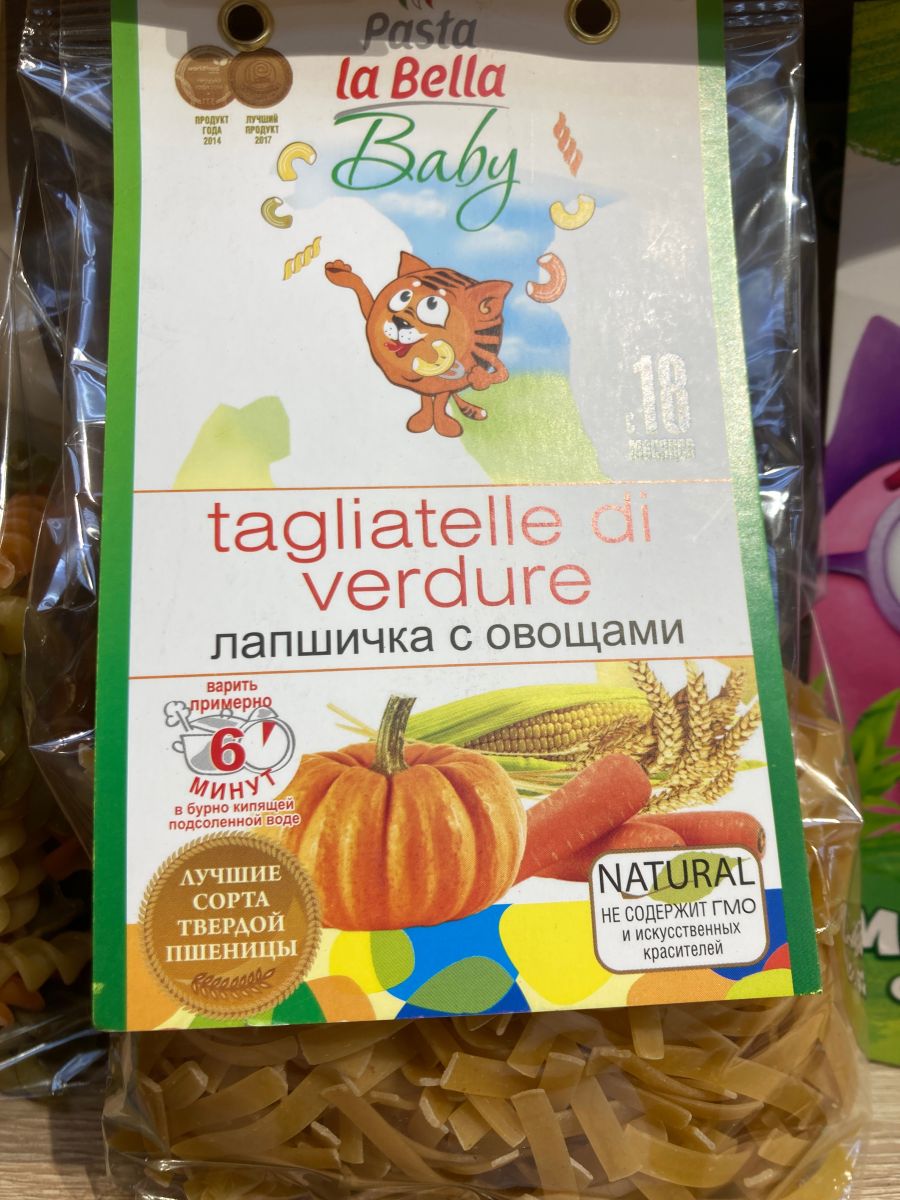 Pasta
la Bella
Baby
ПРОДУКТ
ГОДА
2014
ЛУЧШИЙ
ПРОДУКТ
2017
с 18
месяцев
tagliatelle di
verdure
лапшичка с овощами
варить
примерно
6
МИНУТ
в бурно кипящей
подсоленной воде
ЛУЧШИЕ
СОРТА
ТВЕРДОЙ
ПШЕНИЦЫ
NATURAL
НЕ СОДЕРЖИТ ГМО
и искусственных
красителей